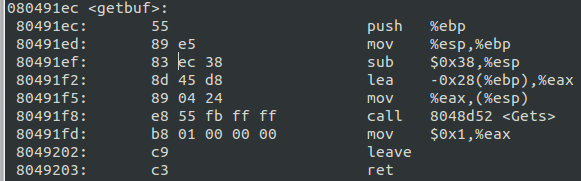 080491ec <getbuf>:
80491ec: 55 push %ebp
80491ed: 89 e5 mov %esp,%ebp
80491ef: 83 ec 38 sub $0x38,%esp
80491f2: 8d 45 d8 lea -0x28(%ebp),%eax
80491f5: 89 04 24 mov %eax,(%esp)
80491f8: e8 55 fb ff ff call 8048d52 <Gets>
80491fd: b8 01 00 00 00 mov $0x1,%eax
8049202: c9 leave
8049203: c3 ret